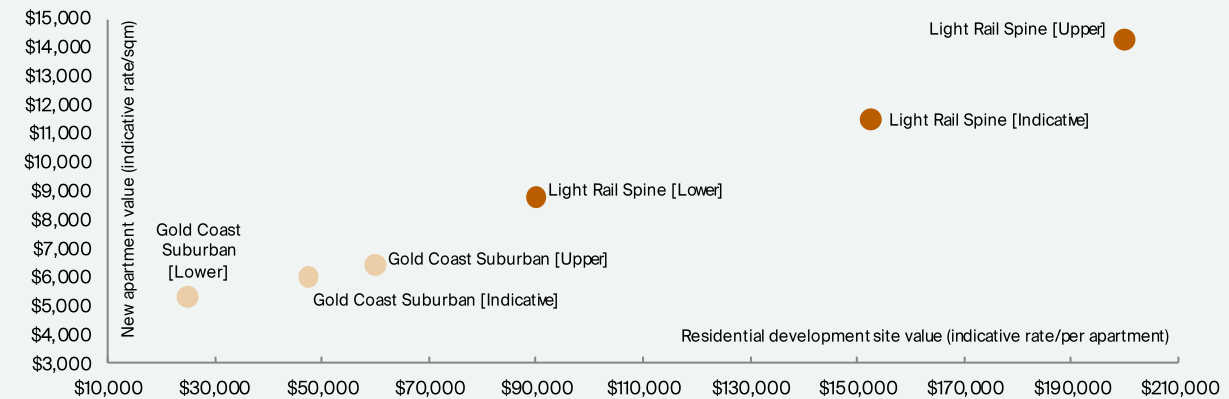 $15,000
$14,000
$13,000
$12,000
$11,000
$10,000
$9,000
$8,000
$7,000
$6,000
$5,000
$4,000
$3,000
New apartment value (indicative rate/sqm)
Light Rail Spine [Upper]
Light Rail Spine [Indicative]
Light Rail Spine [Lower]
Gold Coast
Suburban
[Lower]
Gold Coast Suburban [Upper]
Gold Coast Suburban [Indicative]
Residential development site value (indicative rate/per apartment)
$10,000 $30,000 $50,000 $70,000 $90,000 $110,000 $130,000 $150,000 $170,000 $190,000 $210,000